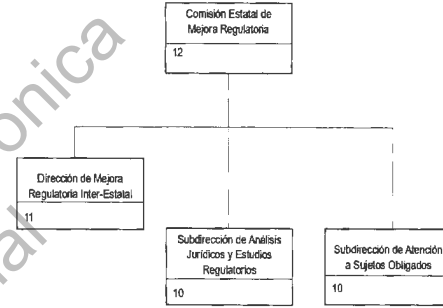 Comisión Estatal de
Mejora Regulatoria
12
Dirección de Mejora
Regulatoria Inter-Estatal
11
Subdirección de Análisis
Jurídicos y Estudios
Regulatorios
10
Subdirección de Atención
a Sujetos Obligados
10